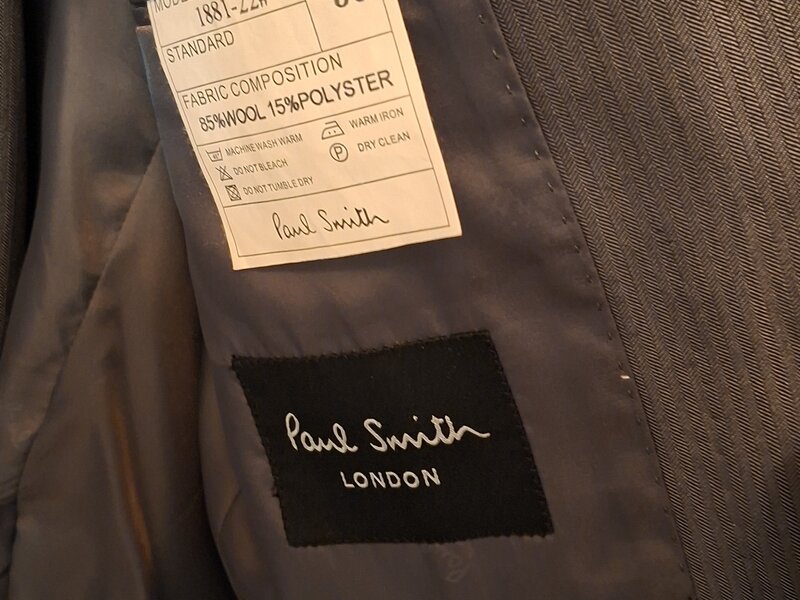 1881-22#
STANDARD
FABRIC COMPOSITION
85%WOOL 15%POLYSTER
MACHINE WASH WARM
WARM IRON
DO NOT BLEACH
P
DRY CLEAN
DO NOT TUMBLE DRY
Paul Smith
Paul Smith
LONDON